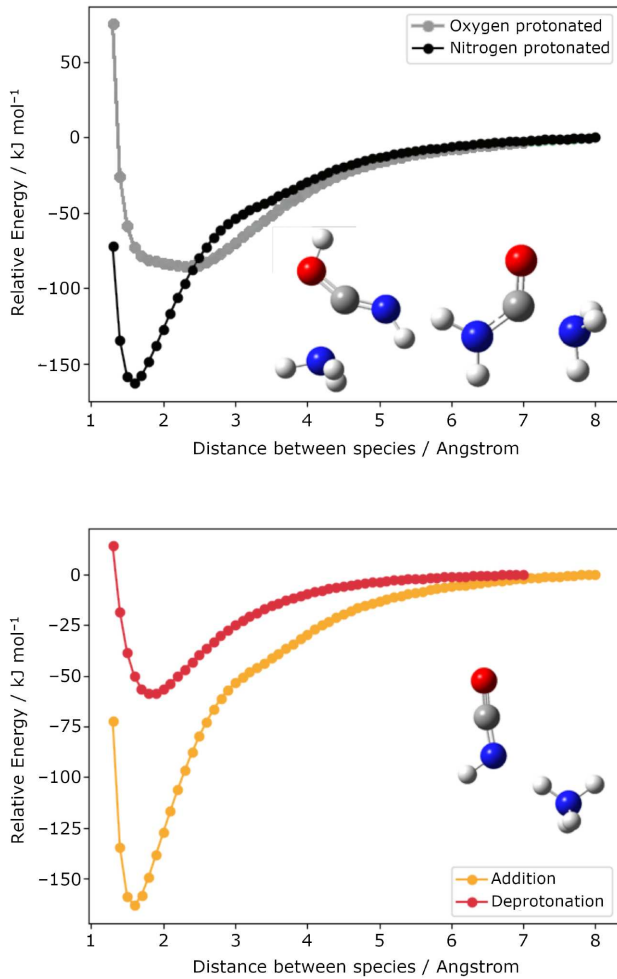 Oxygen protonated
Nitrogen protonated
Relative Energy / kJ mol⁻¹
50
0
−50
−100
−150
1 2 3 4 5 6 7 8
Distance between species / Angstrom
Relative Energy / kJ mol⁻¹
0
−25
−50
−75
−100
−125
−150
Addition
Deprotonation
1 2 3 4 5 6 7 8
Distance between species / Angstrom